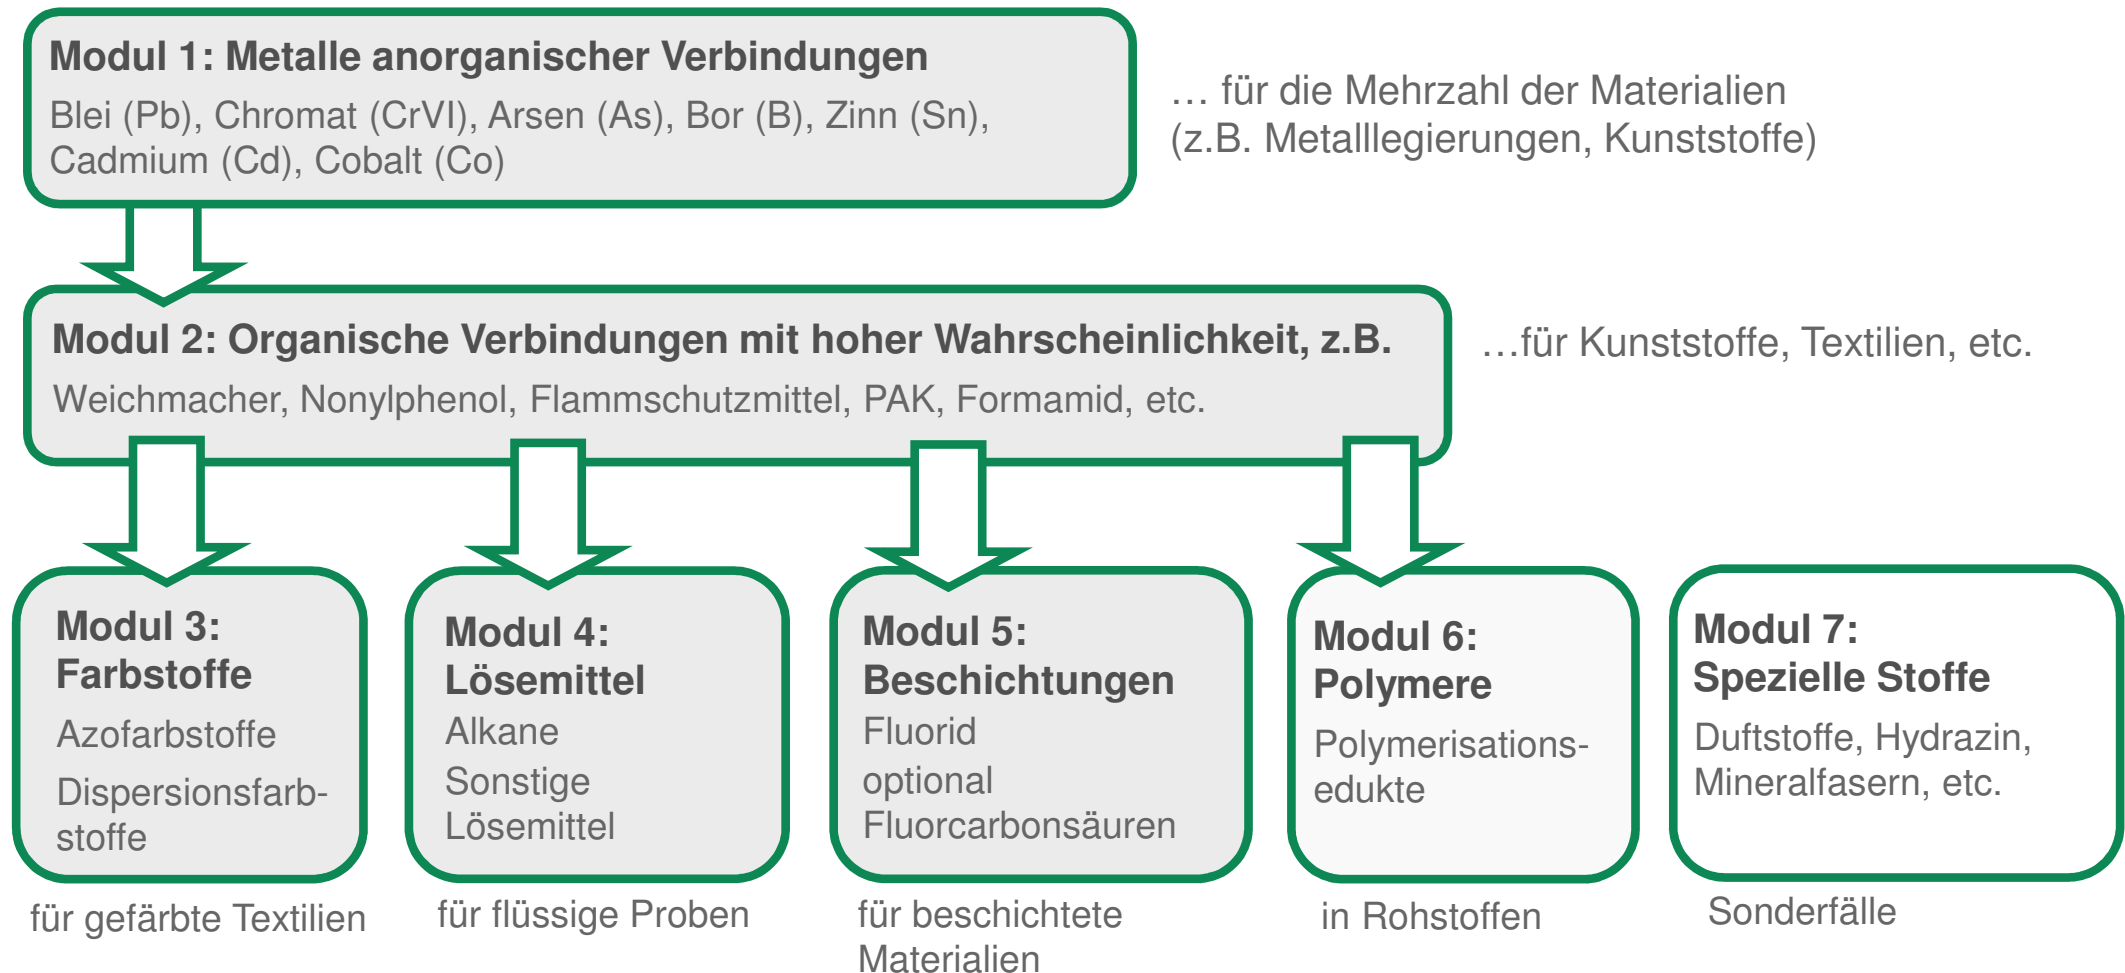 Modul 1: Metalle anorganischer Verbindungen
Blei (Pb), Chromat (CrVI), Arsen (As), Bor (B), Zinn (Sn),
Cadmium (Cd), Cobalt (Co)
… für die Mehrzahl der Materialien
(z.B. Metalllegierungen, Kunststoffe)
Modul 2: Organische Verbindungen mit hoher Wahrscheinlichkeit, z.B.
Weichmacher, Nonylphenol, Flammschutzmittel, PAK, Formamid, etc.
…für Kunststoffe, Textilien, etc.
Modul 3:
Farbstoffe
Azofarbstoffe
Dispersionsfarb-
stoffe
für gefärbte Textilien
Modul 4:
Lösemittel
Alkane
Sonstige
Lösemittel
für flüssige Proben
Modul 5:
Beschichtungen
Fluorid
optional
Fluorcarbonsäuren
für beschichtete
Materialien
Modul 6:
Polymere
Polymerisations-
edukte
in Rohstoffen
Modul 7:
Spezielle Stoffe
Duftstoffe, Hydrazin,
Mineralfasern, etc.
Sonderfälle